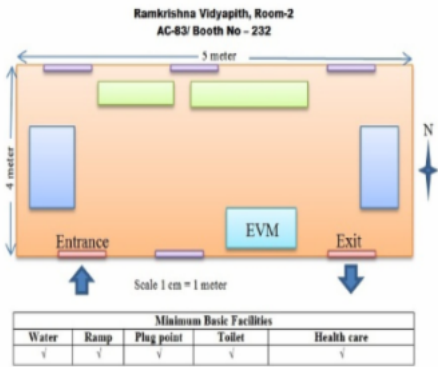 Ramkrishna Vidyapith, Room-2
AC-83/ Booth No – 232
5 meter
4 meter
N
EVM
Entrance
Exit
Scale 1 cm = 1 meter
Minimum Basic Facilities
Water Ramp Plug point Toilet Health care
√ √ √ √ √